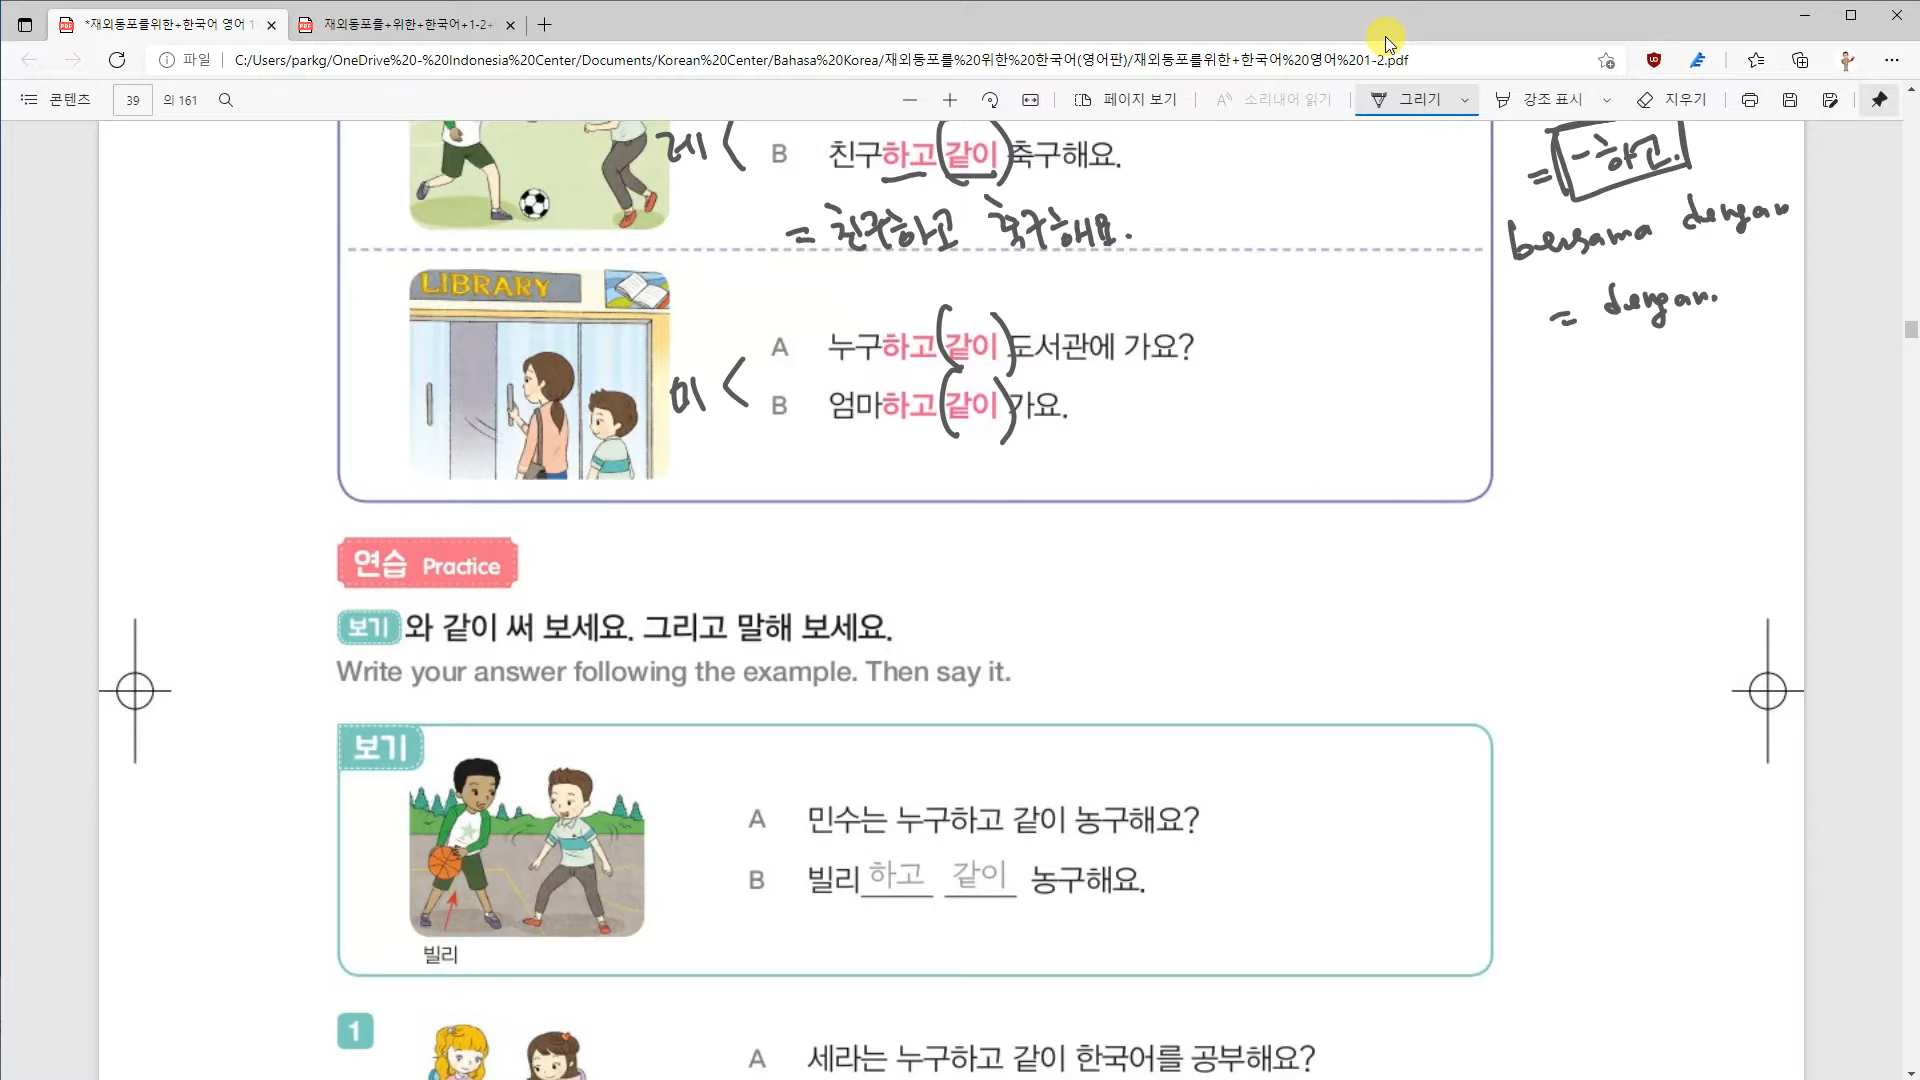 *재외동포를위한+한국어 영어 1
재외동포를+위한+한국어+1-2+
파일
C:/Users/parkg/OneDrive%20-%20Indonesia%20Center/Documents/Korean%20Center/Bahasa%20Korea/재외동포를%20위한%20한국어(영어판)/재외동포를위한+한국어%20영어%201-2.pdf
콘텐츠
39
의 161
페이지 보기
소리내어 읽기
그리기
강조 표시
지우기
B 친구하고 같이 축구해요.
= 친구하고 축구해요.
= -하고.
bersama dengan
= dengan.
LIBRARY
A 누구하고 같이 도서관에 가요?
B 엄마하고 같이 가요.
연습 Practice
보기와 같이 써 보세요. 그리고 말해 보세요.
Write your answer following the example. Then say it.
보기
A 민수는 누구하고 같이 농구해요?
B 빌리하고 같이 농구해요.
빌리
1
A 세라는 누구하고 같이 한국어를 공부해요?